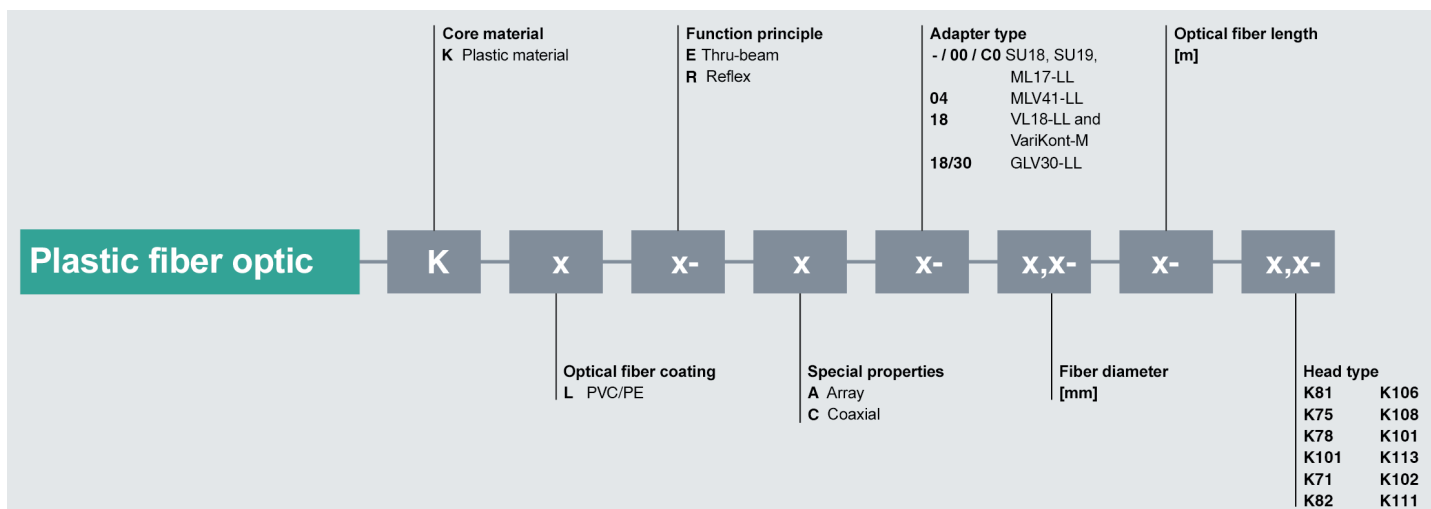 Core material
K Plastic material
Function principle
E Thru-beam
R Reflex
Adapter type
- / 00 / C0 SU18, SU19,
ML17-LL
04 MLV41-LL
18 VL18-LL and
VariKont-M
18/30 GLV30-LL
Optical fiber length
[m]
Plastic fiber optic K x x- x x- x,x- x- x,x-
Optical fiber coating
L PVC/PE
Special properties
A Array
C Coaxial
Fiber diameter
[mm]
Head type
K81 K106
K75 K108
K78 K101
K101 K113
K71 K102
K82 K111